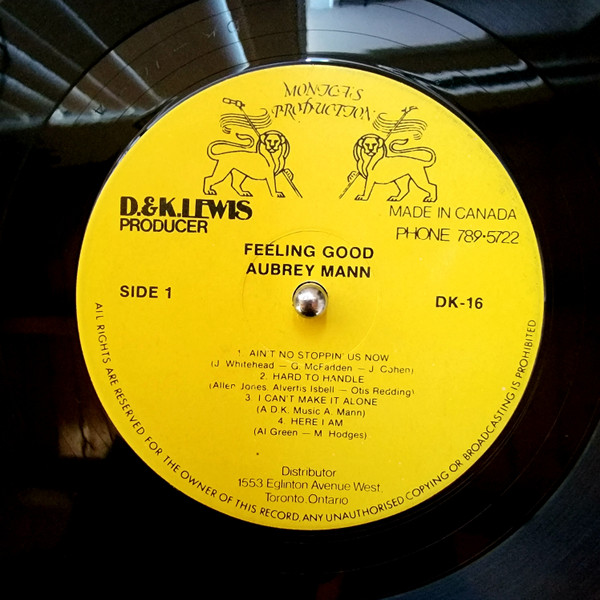 MONICA'S
PRODUCTION
D.&K.LEWIS
PRODUCER
MADE IN CANADA
PHONE 789·5722
FEELING GOOD
AUBREY MANN
SIDE 1
DK-16
1. AIN'T NO STOPPIN' US NOW
(J. Whitehead — G. McFadden — J. Cohen)
2. HARD TO HANDLE
(Allen Jones, Alvertis Isbell — Otis Redding)
3. I CAN'T MAKE IT ALONE
(A.D.K. Music A. Mann)
4. HERE I AM
(Al Green — M. Hodges)
Distributor
1553 Eglinton Avenue West,
Toronto, Ontario
ALL RIGHTS ARE RESERVED FOR THE OWNER OF THIS RECORD, ANY UNAUTHORISED COPYING OR BROADCASTING IS PROHIBITED